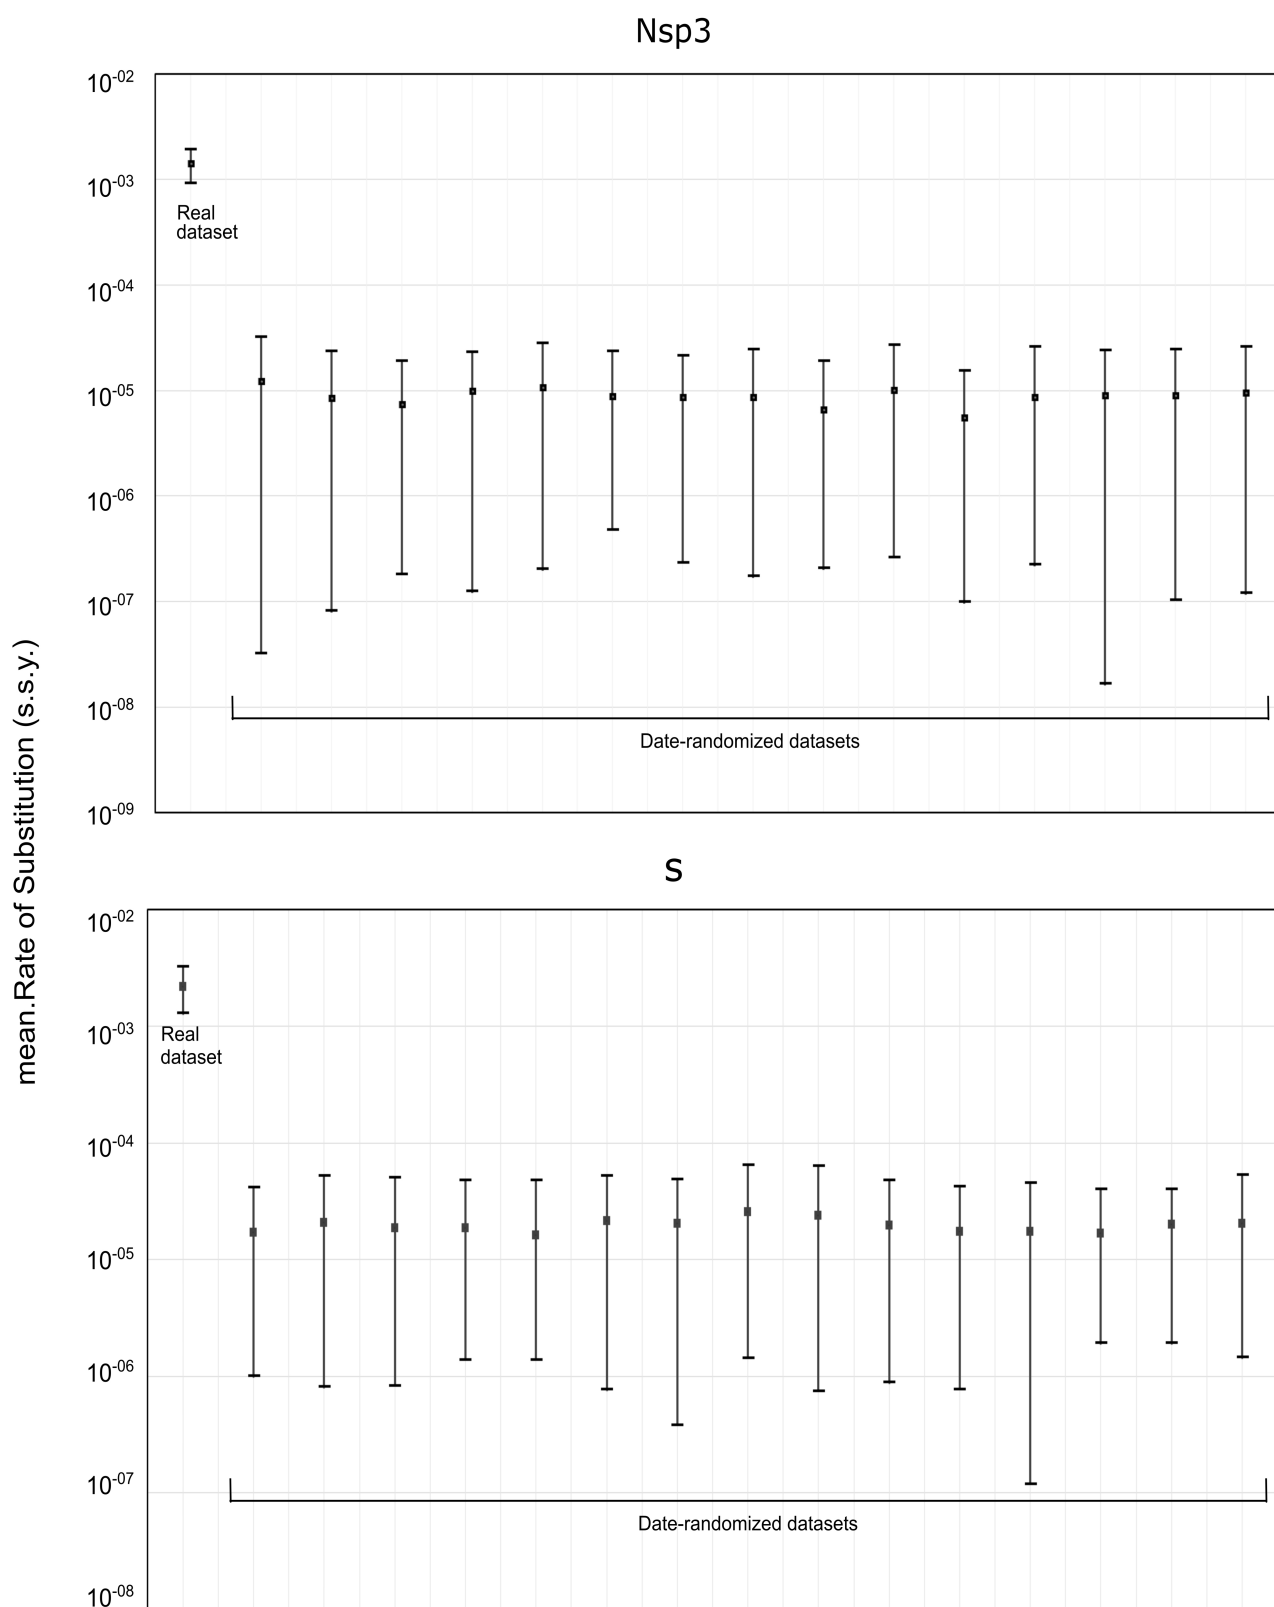 Nsp3
10-02
10-03
Real
dataset
10-04
10-05
10-06
10-07
10-08
Date-randomized datasets
10-09
mean.Rate of Substitution (s.s.y.)
S
10-02
10-03
Real
dataset
10-04
10-05
10-06
10-07
Date-randomized datasets
10-08